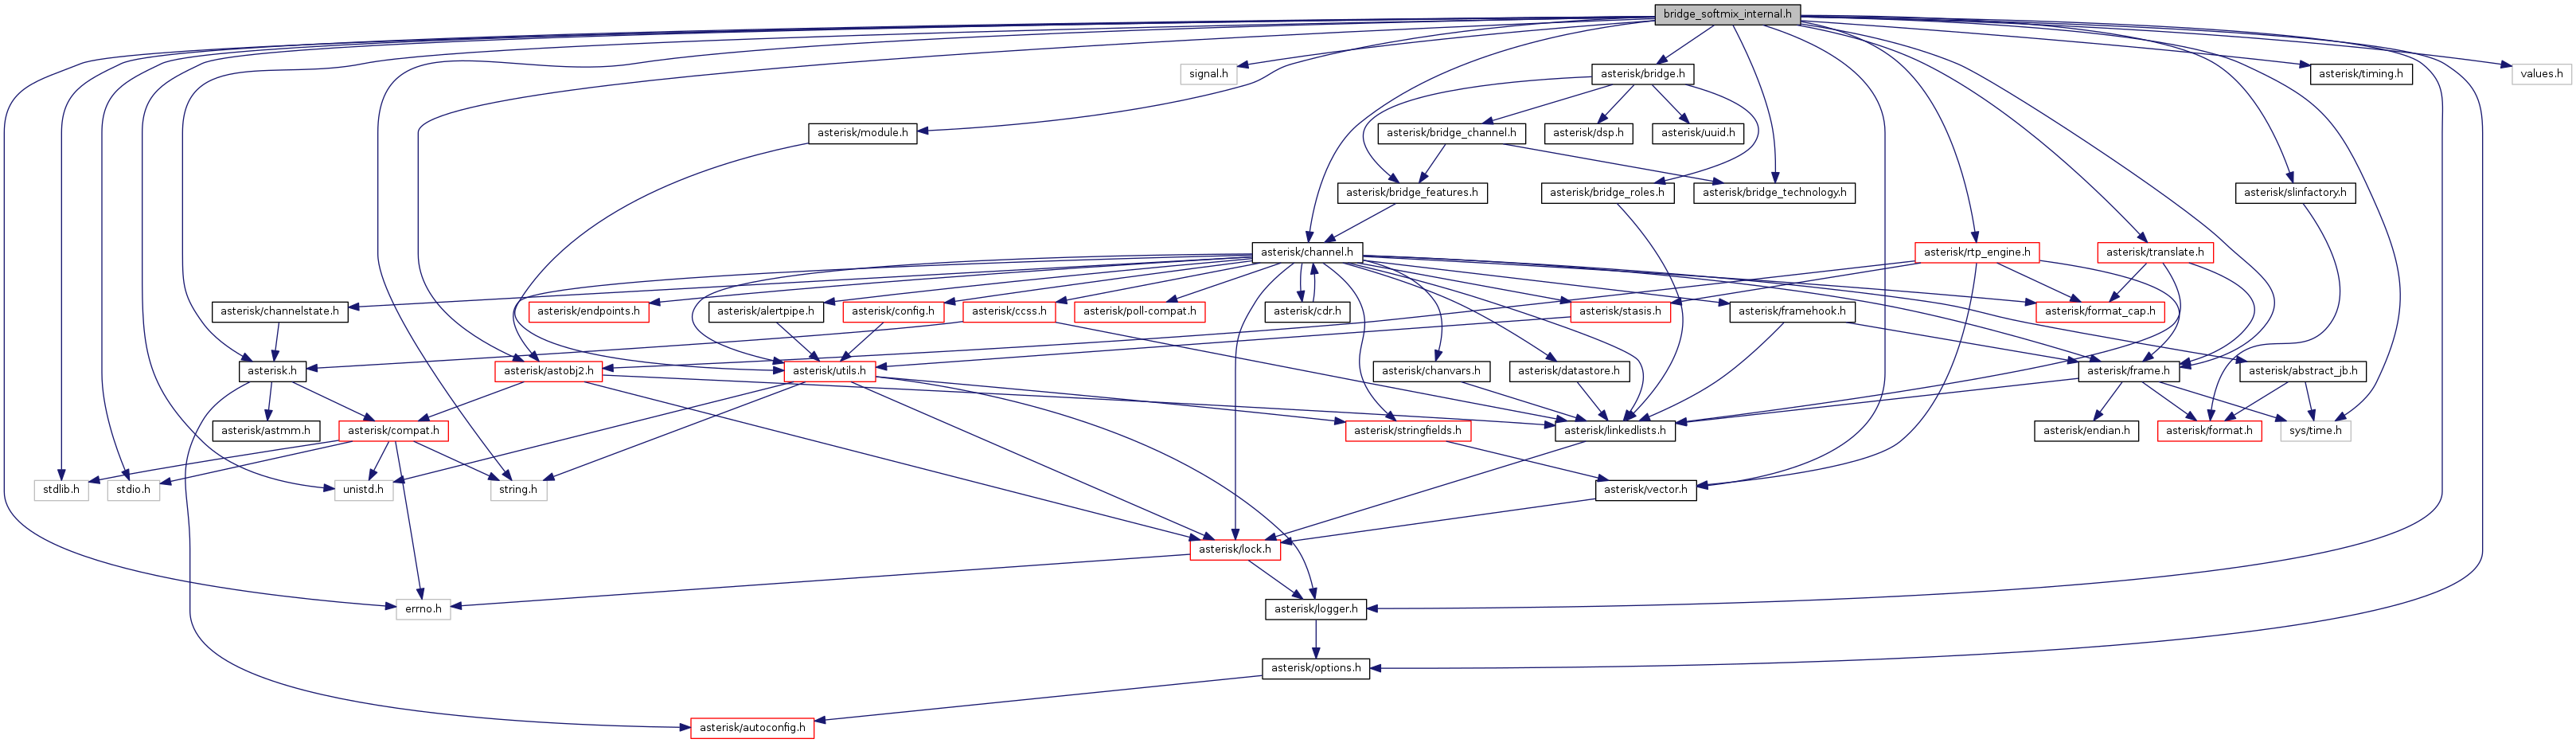 bridge_softmix_internal.h
signal.h
asterisk/bridge.h
asterisk/timing.h
values.h
asterisk/module.h
asterisk/bridge_channel.h
asterisk/dsp.h
asterisk/uuid.h
asterisk/bridge_features.h
asterisk/bridge_roles.h
asterisk/bridge_technology.h
asterisk/slinfactory.h
asterisk/channel.h
asterisk/rtp_engine.h
asterisk/translate.h
asterisk/channelstate.h
asterisk/endpoints.h
asterisk/alertpipe.h
asterisk/config.h
asterisk/ccss.h
asterisk/poll-compat.h
asterisk/cdr.h
asterisk/stasis.h
asterisk/framehook.h
asterisk/format_cap.h
asterisk.h
asterisk/astobj2.h
asterisk/utils.h
asterisk/chanvars.h
asterisk/datastore.h
asterisk/frame.h
asterisk/abstract_jb.h
asterisk/astmm.h
asterisk/compat.h
asterisk/stringfields.h
asterisk/linkedlists.h
asterisk/endian.h
asterisk/format.h
sys/time.h
stdlib.h
stdio.h
unistd.h
string.h
asterisk/vector.h
asterisk/lock.h
errno.h
asterisk/logger.h
asterisk/options.h
asterisk/autoconfig.h